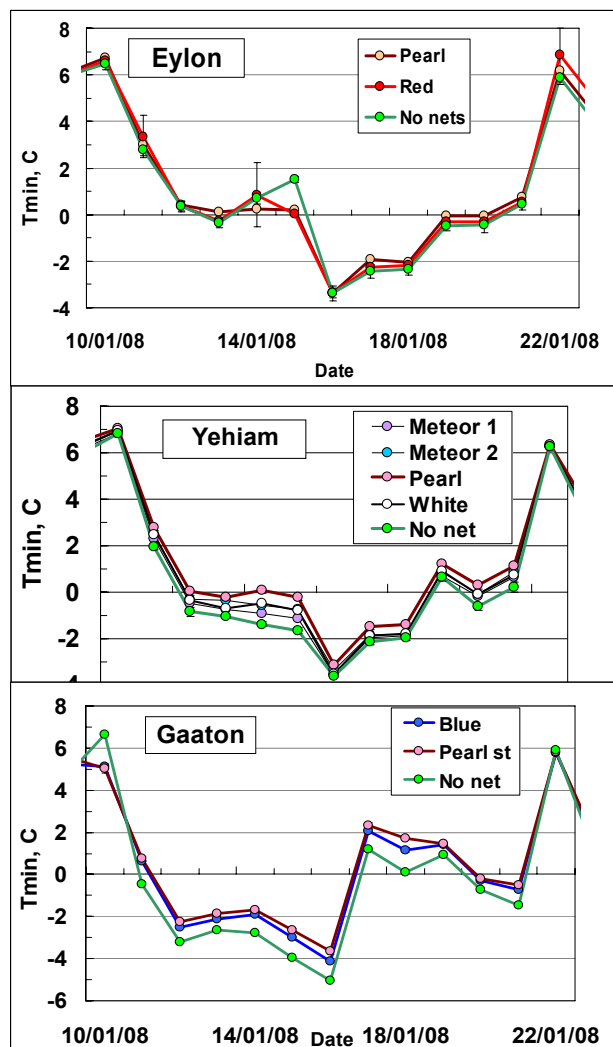 Eylon
Pearl
Red
No nets
Tmin, C
8
6
4
2
0
-2
-4
10/01/08 14/01/08 18/01/08 22/01/08
Date
Yehiam
Meteor 1
Meteor 2
Pearl
White
No net
Tmin, C
8
6
4
2
0
-2
Gaaton
Blue
Pearl st
No net
Tmin, C
8
6
4
2
0
-2
-4
-6
10/01/08 14/01/08 18/01/08 22/01/08
Date